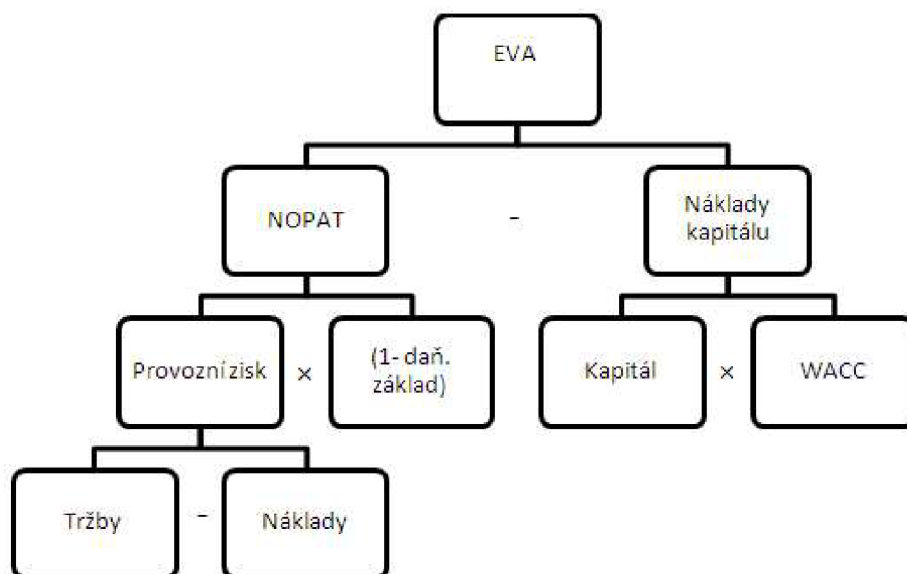 EVA
NOPAT
-
Náklady
kapitálu
Provozní zisk
×
(1- daň.
základ)
Kapitál
×
WACC
Tržby
-
Náklady